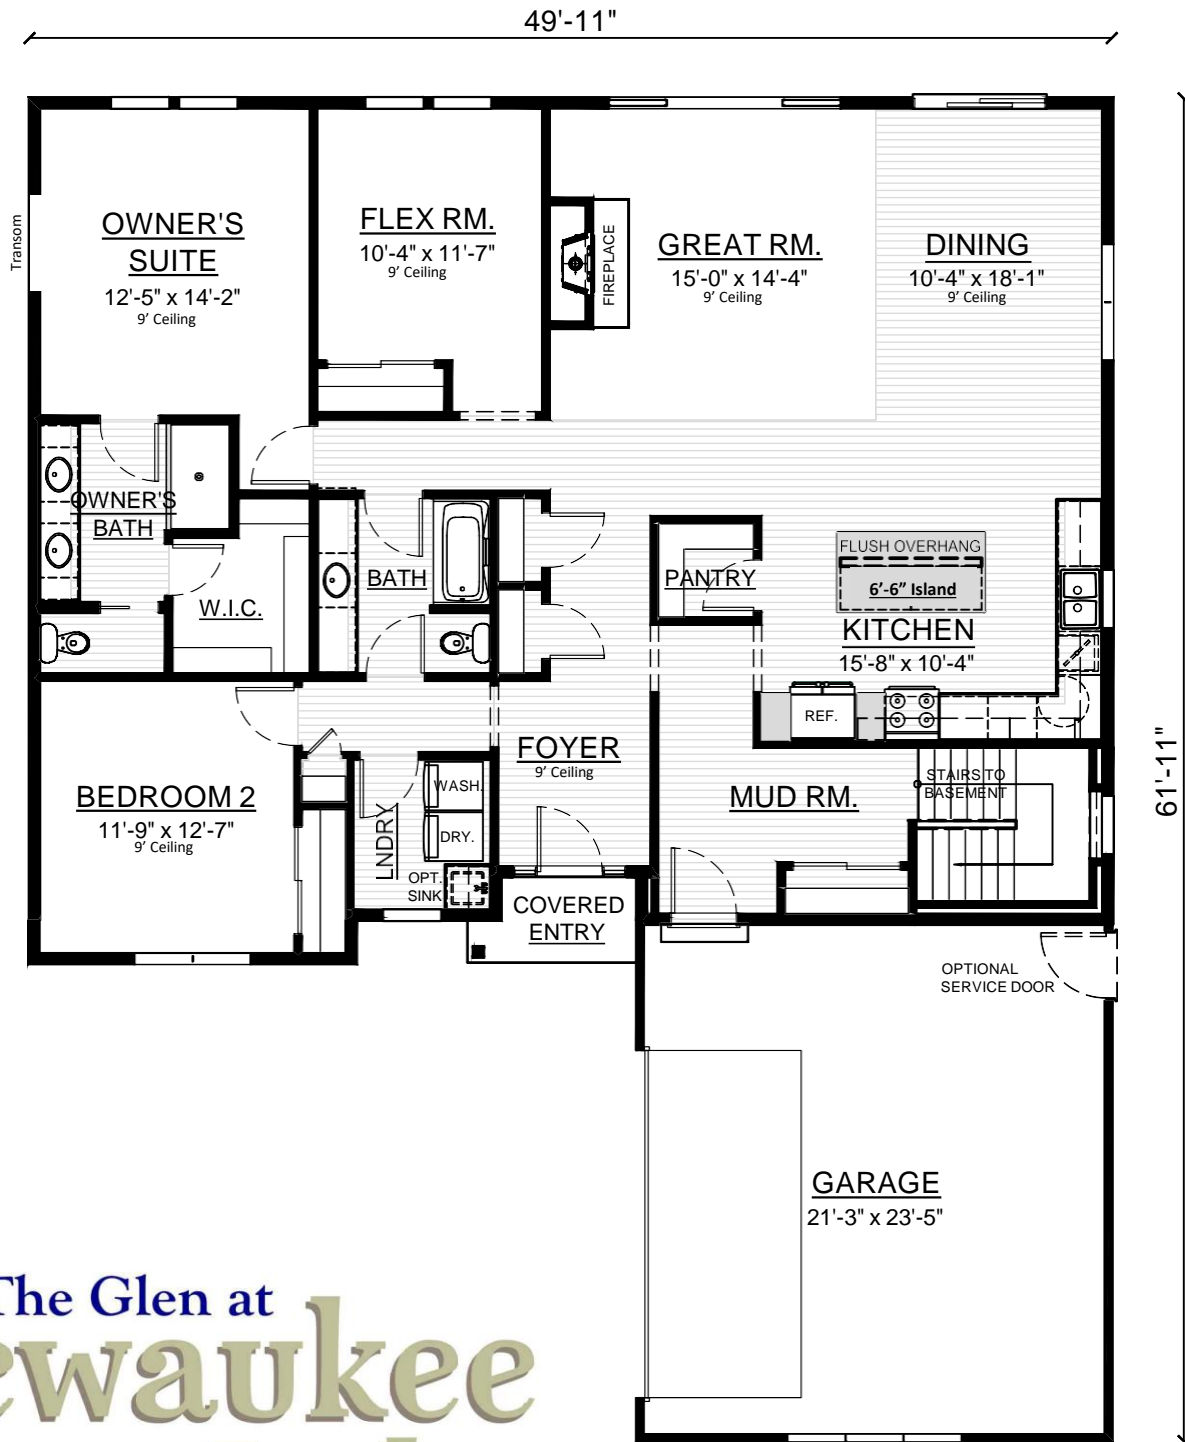 49'-11"
Transom
OWNER'S
SUITE
12'-5" x 14'-2"
9' Ceiling
FLEX RM.
10'-4" x 11'-7"
9' Ceiling
FIREPLACE
GREAT RM.
15'-0" x 14'-4"
9' Ceiling
DINING
10'-4" x 18'-1"
9' Ceiling
OWNER'S
BATH
W.I.C.
BATH
PANTRY
FLUSH OVERHANG
6'-6” Island
KITCHEN
15'-8" x 10'-4"
REF.
FOYER
9' Ceiling
BEDROOM 2
11'-9" x 12'-7"
9' Ceiling
LNDRY
WASH.
DRY.
OPT.
SINK
MUD RM.
STAIRS TO
BASEMENT
COVERED
ENTRY
OPTIONAL
SERVICE DOOR
61'-11"
GARAGE
21'-3" x 23'-5"
The Glen at
ewaukee